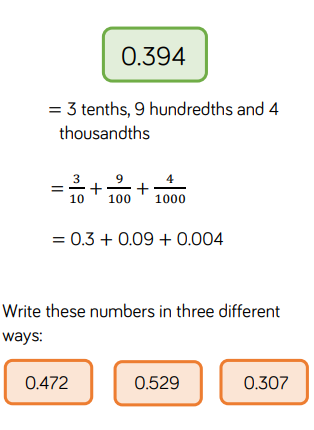 0.394
= 3 tenths, 9 hundredths and 4
thousandths
= 3/10 + 9/100 + 4/1000
= 0.3 + 0.09 + 0.004
Write these numbers in three different
ways:
0.472 0.529 0.307